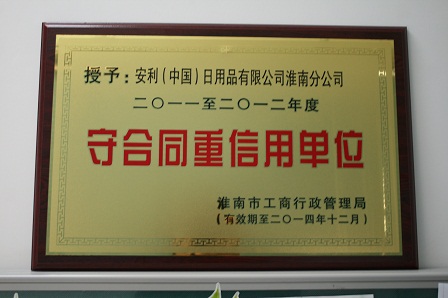 授予：安利（中国）日用品有限公司淮南分公司
二〇一一至二〇一二年度
守合同重信用单位
淮南市工商行政管理局
（有效期至二〇一四年十二月）